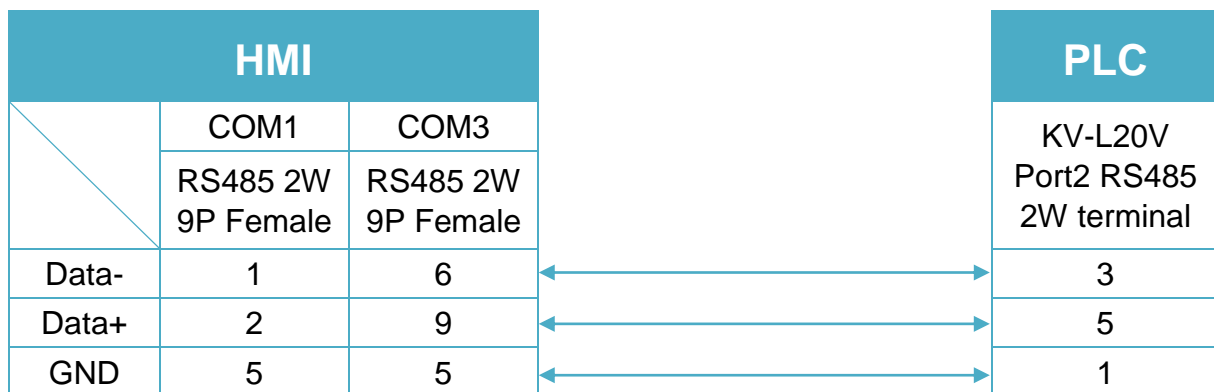 HMI
PLC
COM1 COM3
KV-L20V
Port2 RS485
2W terminal
RS485 2W RS485 2W
9P Female 9P Female
Data- 1 6 3
Data+ 2 9 5
GND 5 5 1